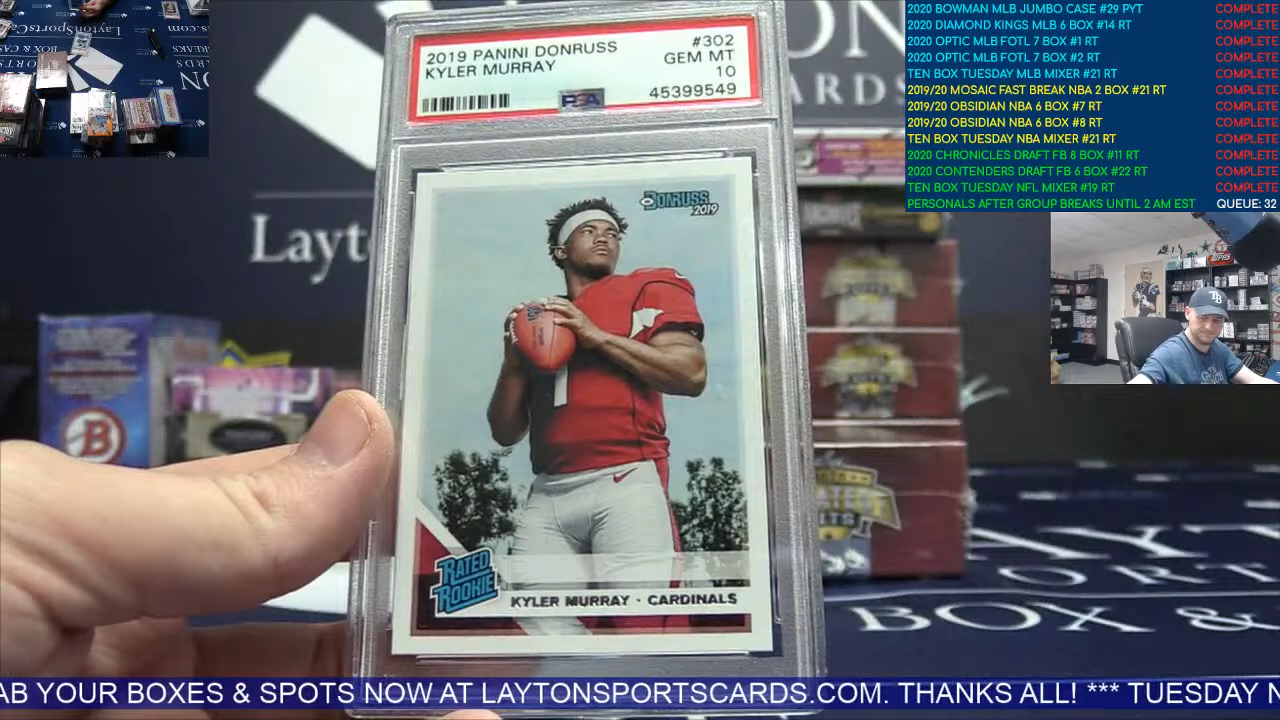 2020 BOWMAN MLB JUMBO CASE #29 PYT COMPLETE
2020 DIAMOND KINGS MLB 6 BOX #14 RT COMPLETE
2020 OPTIC MLB FOTL 7 BOX #1 RT COMPLETE
2020 OPTIC MLB FOTL 7 BOX #2 RT COMPLETE
TEN BOX TUESDAY MLB MIXER #21 RT COMPLETE
2019/20 MOSAIC FAST BREAK NBA 2 BOX #21 RT COMPLETE
2019/20 OBSIDIAN NBA 6 BOX #7 RT COMPLETE
2019/20 OBSIDIAN NBA 6 BOX #8 RT COMPLETE
TEN BOX TUESDAY NBA MIXER #21 RT COMPLETE
2020 CHRONICLES DRAFT FB 8 BOX #11 RT COMPLETE
2020 CONTENDERS DRAFT FB 6 BOX #22 RT COMPLETE
TEN BOX TUESDAY NFL MIXER #19 RT COMPLETE
PERSONALS AFTER GROUP BREAKS UNTIL 2 AM EST QUEUE: 32
2019 PANINI DONRUSS #302
KYLER MURRAY GEM MT
10
PSA 45399549
DONRUSS
2019
Layt
B
1
RATED
ROOKIE
KYLER MURRAY · CARDINALS
TB
BOX &
AB YOUR BOXES & SPOTS NOW AT LAYTONSPORTSCARDS.COM. THANKS ALL! *** TUESDAY N